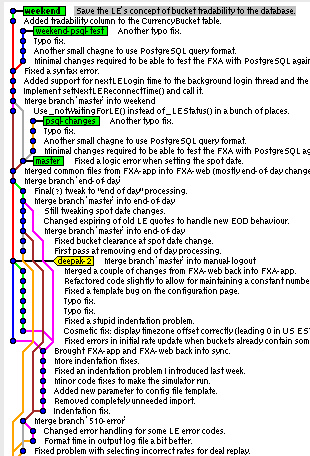 weekend Save the LE's concept of bucket tradability to the database.
Added tradability column to the CurrencyBucket table.
weekend-psql-test Another typo fix.
Typo fix.
Another small chagne to use PostgreSQL query format.
Minimal changes required to be able to test the FXA with PostgreSQL again
Fixed a syntax error.
Added support for nextLELogin time to the background login thread and the
Implement setNextLEReconnectTime() and call it.
Merge branch 'master' into weekend
Use _notWaitingForLE() instead of _LEStatus() in a bunch of places.
psql-changes Another typo fix.
Typo fix.
Another small chagne to use PostgreSQL query format.
Minimal changes required to be able to test the FXA with PostgreSQL ag
master Fixed a logic error when setting the spot date.
Merged common files from FXA-app into FXA-web (mostly end-of-day change
Merge branch 'end-of-day'
Final(?) tweak to "end of day" processing.
Merge branch 'master' into end-of-day
Still tweaking spot date changes.
Changed expiring of old LE quotes to handle new EOD behaviour.
Merge branch 'master' into end-of-day
Fixed bucket clearance at spot date change.
First pass at removing end of day processing.
deepak-2 Merge branch 'master' into manual-logout
Merged a couple of changes from FXA-web back into FXA-app.
Refactored code slightly to allow for maintaining a constant numbe
Fixed a template bug on the configuration page.
Typo fix.
Typo fix.
Fixed a stupid indentation problem.
Cosmetic fix: display timezone offset correctly (leading 0 in US EST
Fixed errors in initial rate update when buckets already contain som
Brought FXA-app and FXA-web back into sync.
More indentation fixes.
Fixed an indentation problem I introduced last week.
Minor code fixes to make the simulator run.
Added new parameter to config file template.
Removed completely unneeded import.
Indentation fix.
Merge branch '510-error'
Changed error handling for some LE error codes.
Format time in output log file a bit better.
Fixed problem with selecting incorrect rates for deal replay.